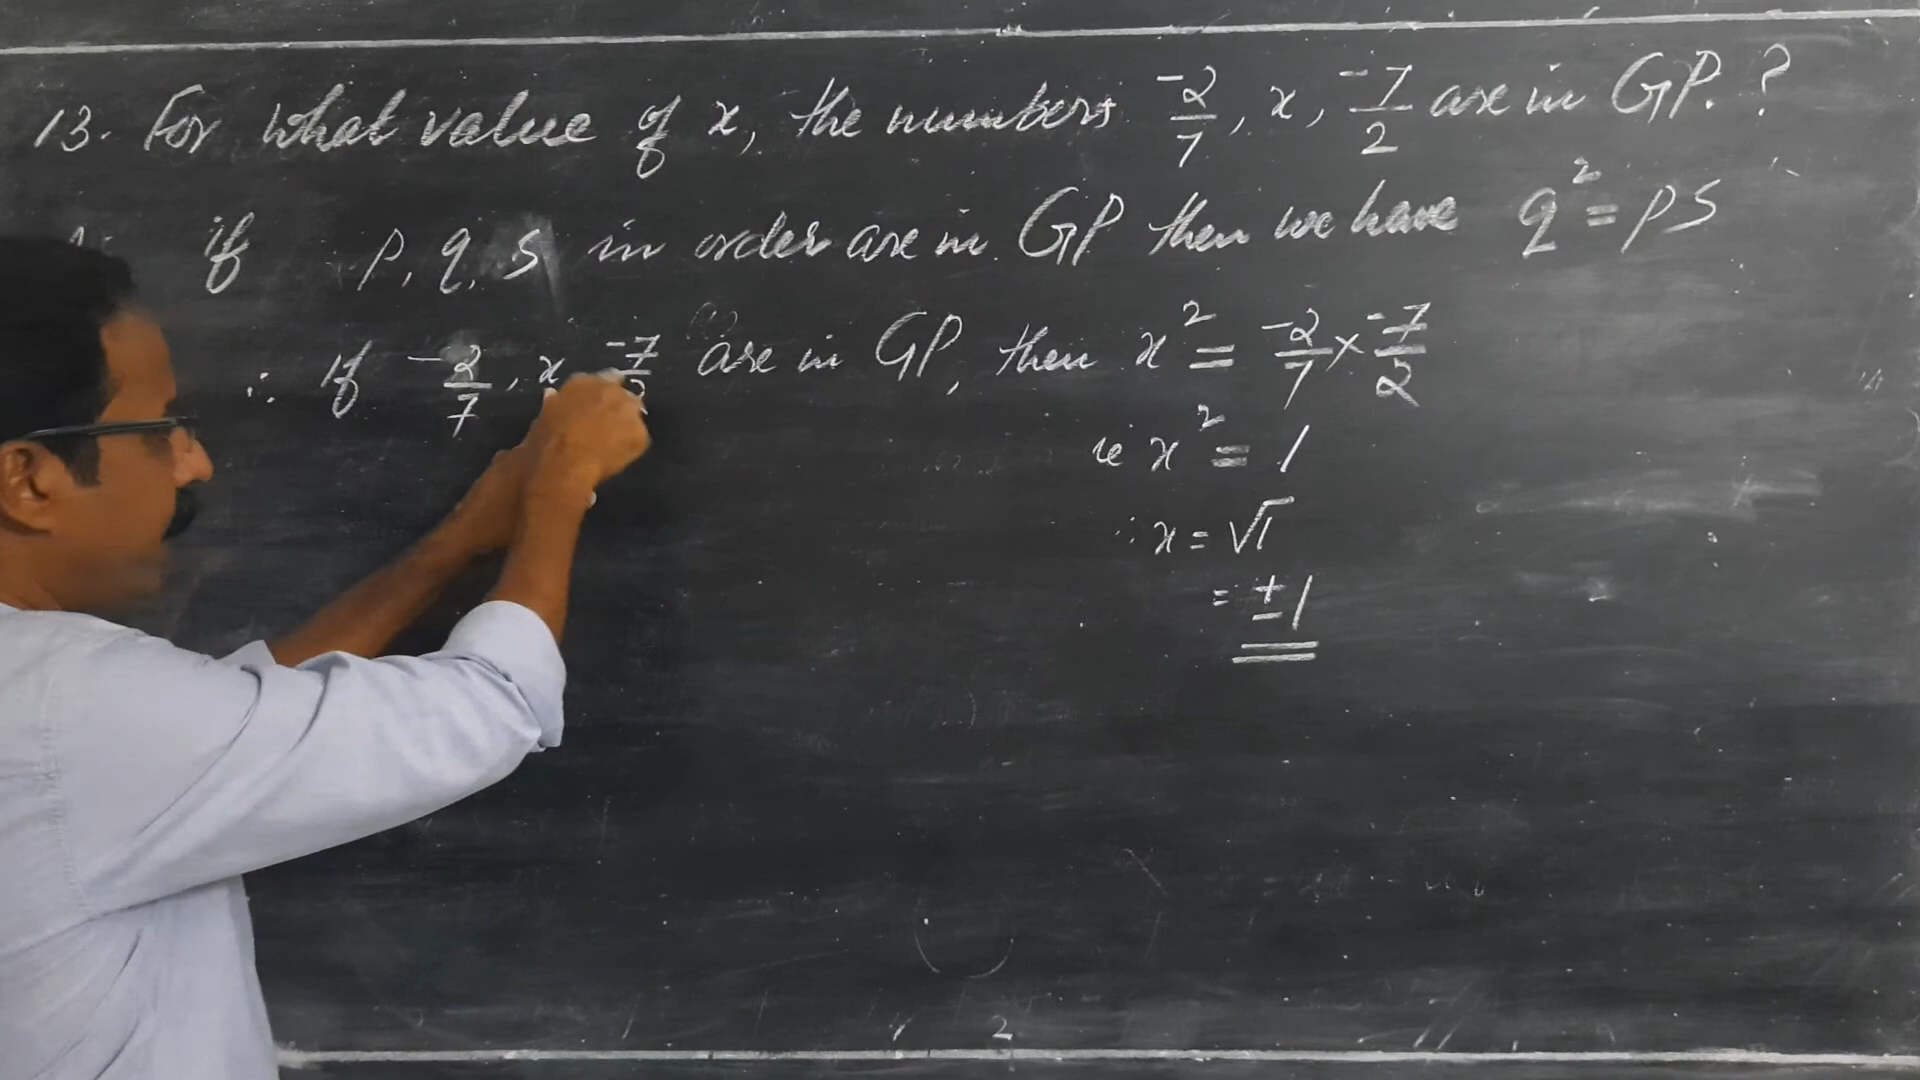 13. For what value of x, the numbers -2/7, x, -7/2 are in GP. ?
if p, q, s in order are in GP then we have q² = ps
∴ If -2/7, x, -7/2 are in GP, then x² = -2/7 × -7/2
ie x² = 1
∴ x = √1
= ±1